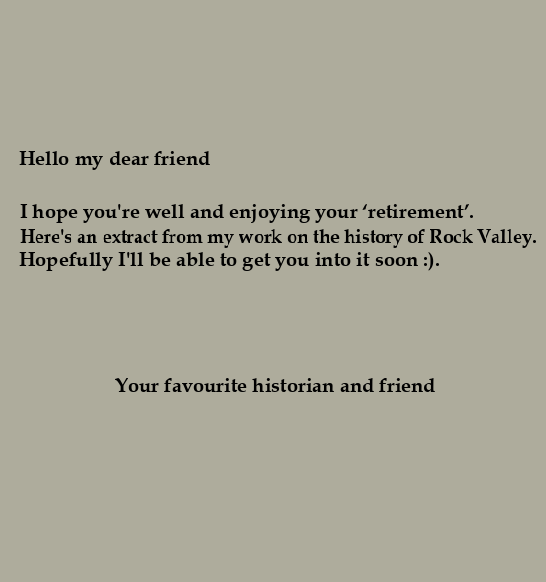 Hello my dear friend
I hope you're well and enjoying your ‘retirement’.
Here's an extract from my work on the history of Rock Valley.
Hopefully I'll be able to get you into it soon :).
Your favourite historian and friend